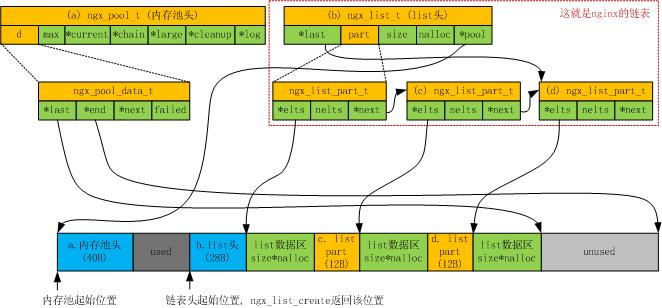 (a) ngx_pool_t (内存池头)
d max *current *chain *large *cleanup *log
(b) ngx_list_t (list头)
*last part size nalloc *pool
这就是nginx的链表
ngx_pool_data_t
*last *end *next failed
ngx_list_part_t
*elts nelts *next
(c) ngx_list_part_t
*elts nelts *next
(d) ngx_list_part_t
*elts nelts *next
a.内存池头
(40B)
used
b.list头
(28B)
list数据区
size*nalloc
c. list
part
(12B)
list数据区
size*nalloc
d. list
part
(12B)
list数据区
size*nalloc
unused
内存池起始位置
链表头起始位置, ngx_list_create返回该位置